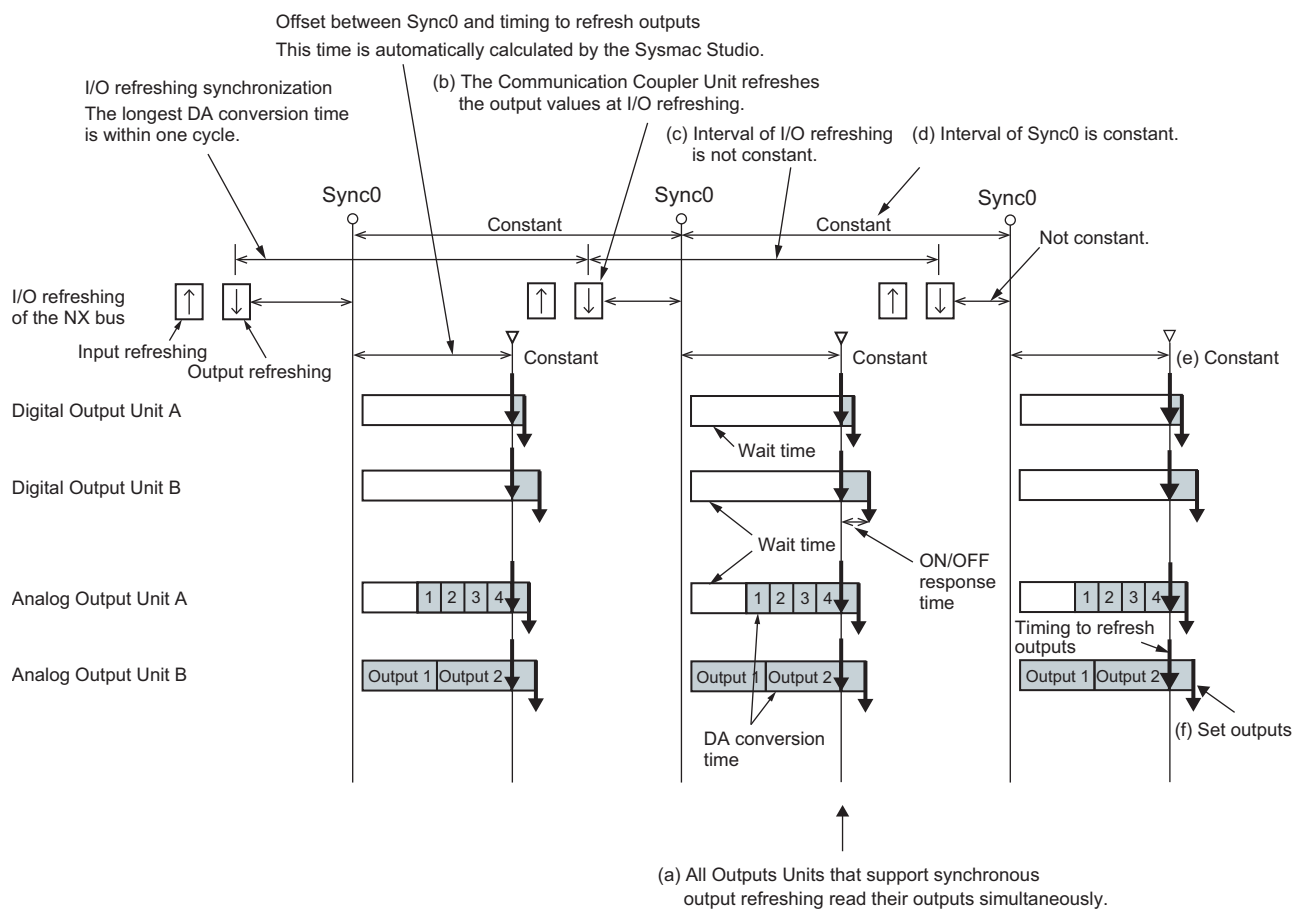 Offset between Sync0 and timing to refresh outputs
This time is automatically calculated by the Sysmac Studio.
I/O refreshing synchronization
The longest DA conversion time
is within one cycle.
(b) The Communication Coupler Unit refreshes
the output values at I/O refreshing.
(c) Interval of I/O refreshing
is not constant.
(d) Interval of Sync0 is constant.
Sync0
Sync0
Sync0
Constant
Constant
Not constant.
I/O refreshing
of the NX bus
Input refreshing
Output refreshing
Constant
Constant
(e) Constant
Digital Output Unit A
Wait time
Digital Output Unit B
Wait time
ON/OFF
response
time
Analog Output Unit A
1 2 3 4
1 2 3 4
1 2 3 4
Timing to refresh
outputs
Analog Output Unit B
Output 1 Output 2
Output 1 Output 2
Output 1 Output 2
DA conversion
time
(f) Set outputs
(a) All Outputs Units that support synchronous
output refreshing read their outputs simultaneously.